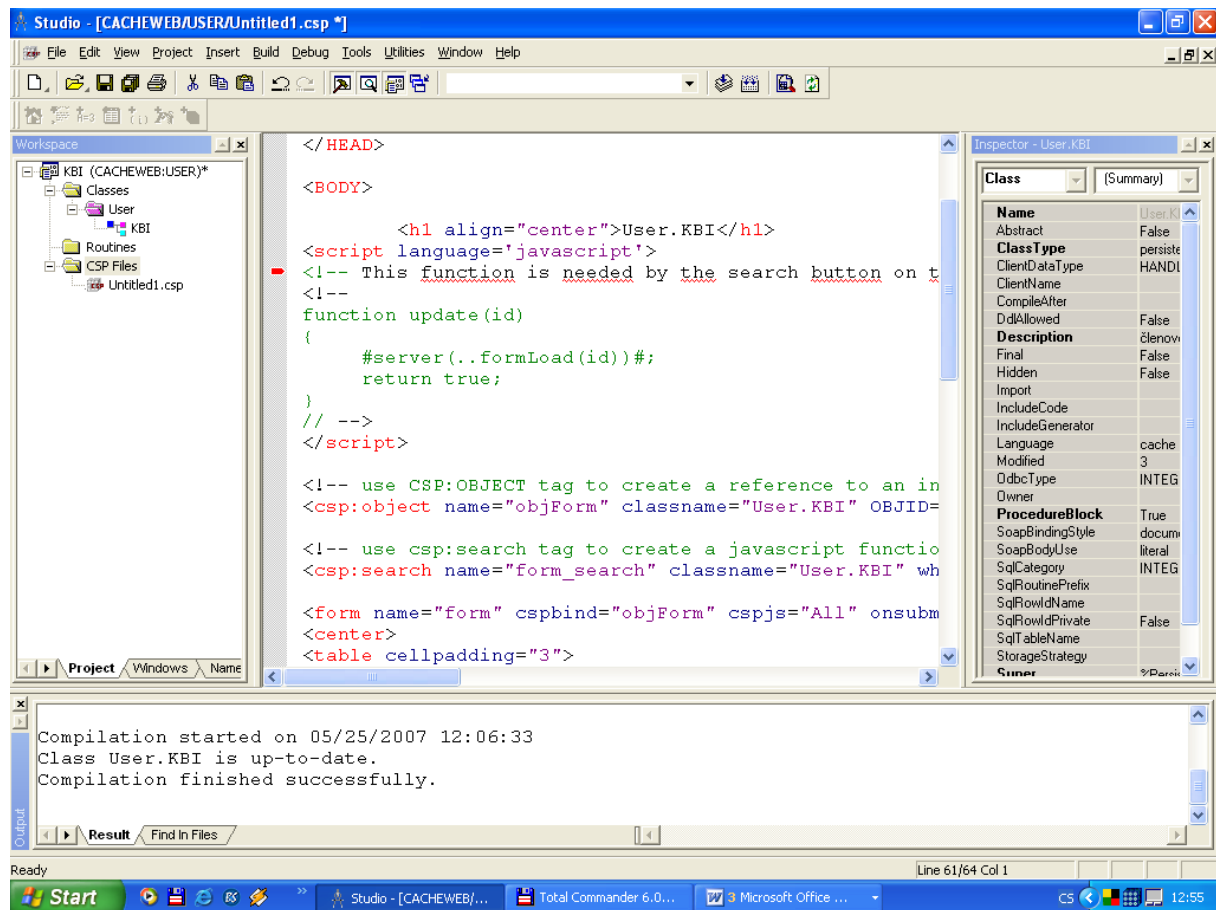 Studio - [CACHEWEB/USER/Untitled1.csp *]
File Edit View Project Insert Build Debug Tools Utilities Window Help
Workspace
KBI (CACHEWEB:USER)*
Classes
User
KBI
Routines
CSP Files
Untitled1.csp
Project Windows Name
</HEAD>
<BODY>
<h1 align="center">User.KBI</h1>
<script language='javascript'>
<!-- This function is needed by the search button on t
<!--
function update(id)
{
#server(..formLoad(id))#;
return true;
}
// -->
</script>
<!-- use CSP:OBJECT tag to create a reference to an in
<csp:object name="objForm" classname="User.KBI" OBJID=
<!-- use csp:search tag to create a javascript functio
<csp:search name="form_search" classname="User.KBI" wh
<form name="form" cspbind="objForm" cspjs="All" onsubm
<center>
<table cellpadding="3">
Inspector - User.KBI
Class (Summary)
Name User.K
Abstract False
ClassType persiste
ClientDataType HANDL
ClientName
CompileAfter
DdlAllowed False
Description členov
Final False
Hidden False
Import
IncludeCode
IncludeGenerator
Language cache
Modified 3
OdbcType INTEG
Owner
ProcedureBlock True
SoapBindingStyle docum
SoapBodyUse literal
SqlCategory INTEG
SqlRoutinePrefix
SqlRowIdName
SqlRowIdPrivate False
SqlTableName
StorageStrategy
Super %Persis
Compilation started on 05/25/2007 12:06:33
Class User.KBI is up-to-date.
Compilation finished successfully.
Output
Result Find In Files
Ready Line 61/64 Col 1
Start Studio - [CACHEWEB/... Total Commander 6.0... 3 Microsoft Office ... CS 12:55